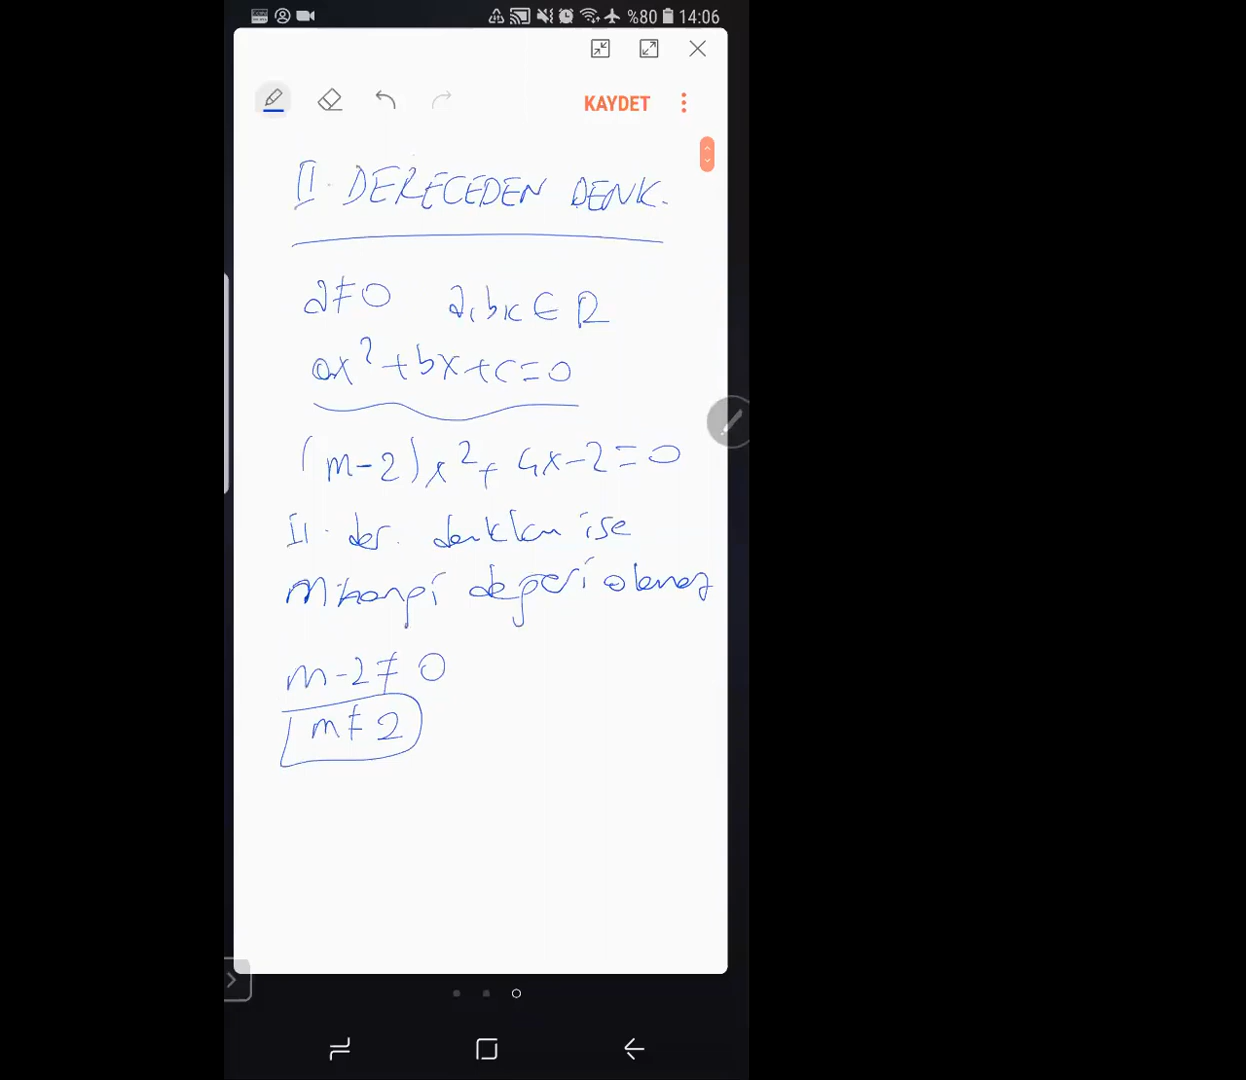 %80 14:06
KAYDET
II. DERECEDEN DENK.
a≠0 a,b,c ∈ R
ax²+bx+c=0
(m-2)x²+4x-2=0
II. der. denklem ise
m hangi değeri olamaz
m-2≠0
m≠2